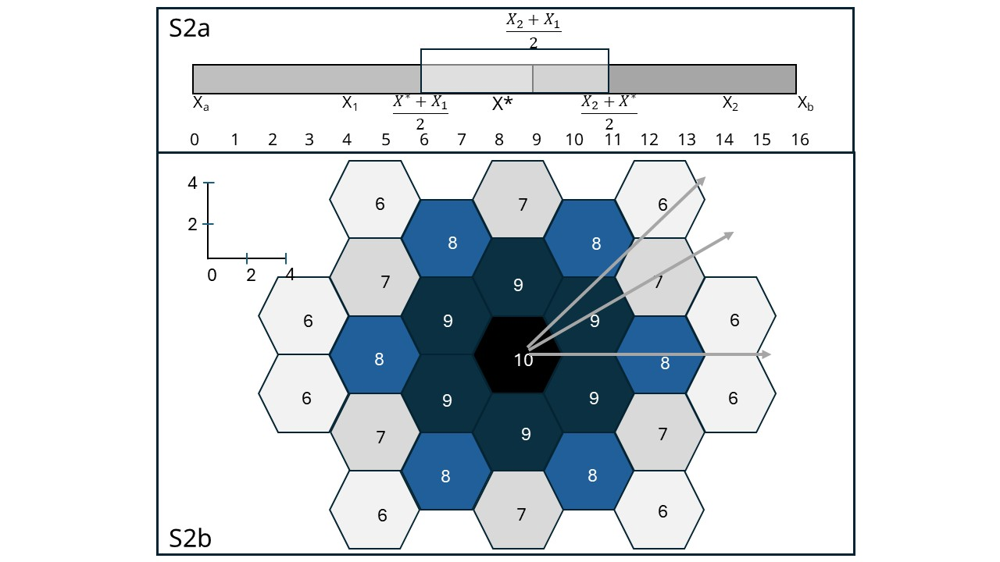 S2a
X₂ + X₁
2
Xₐ X₁ X* + X₁ X* X₂ + X* X₂ X_b
2 2
0 1 2 3 4 5 6 7 8 9 10 11 12 13 14 15 16
4
2
0 2 4
6 7 6
8 8
7 9 7
6 9 9 6
8 10 8
6 9 9 6
7 9 7
8 8
6 7 6
S2b